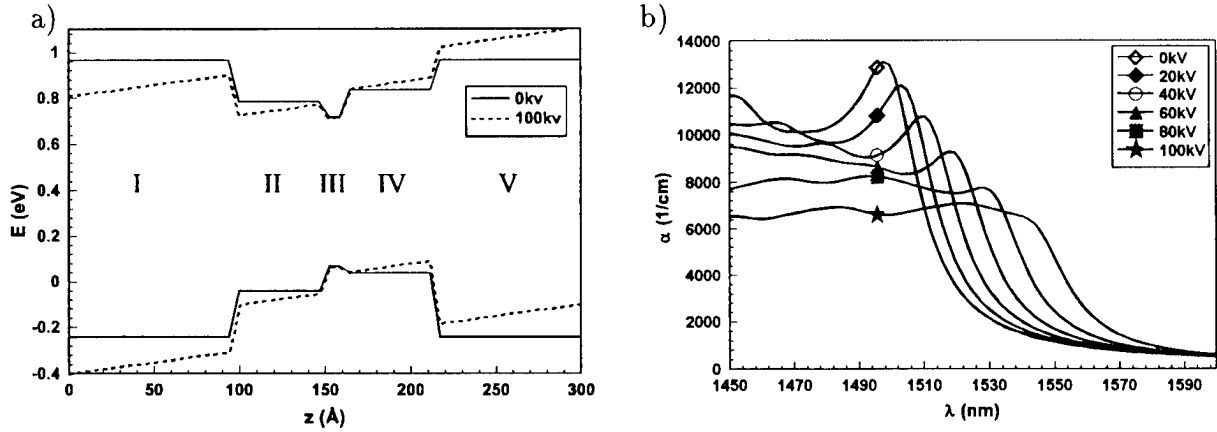 a)
1
0.8
0.6
0.4
0.2
0
-0.2
-0.4
E (eV)
0kv
100kv
I II III IV V
0 50 100 150 200 250 300
z (Å)
b)
14000
12000
10000
8000
6000
4000
2000
0
α (1/cm)
0kV
20kV
40kV
60kV
80kV
100kV
1450 1470 1490 1510 1530 1550 1570 1590
λ (nm)